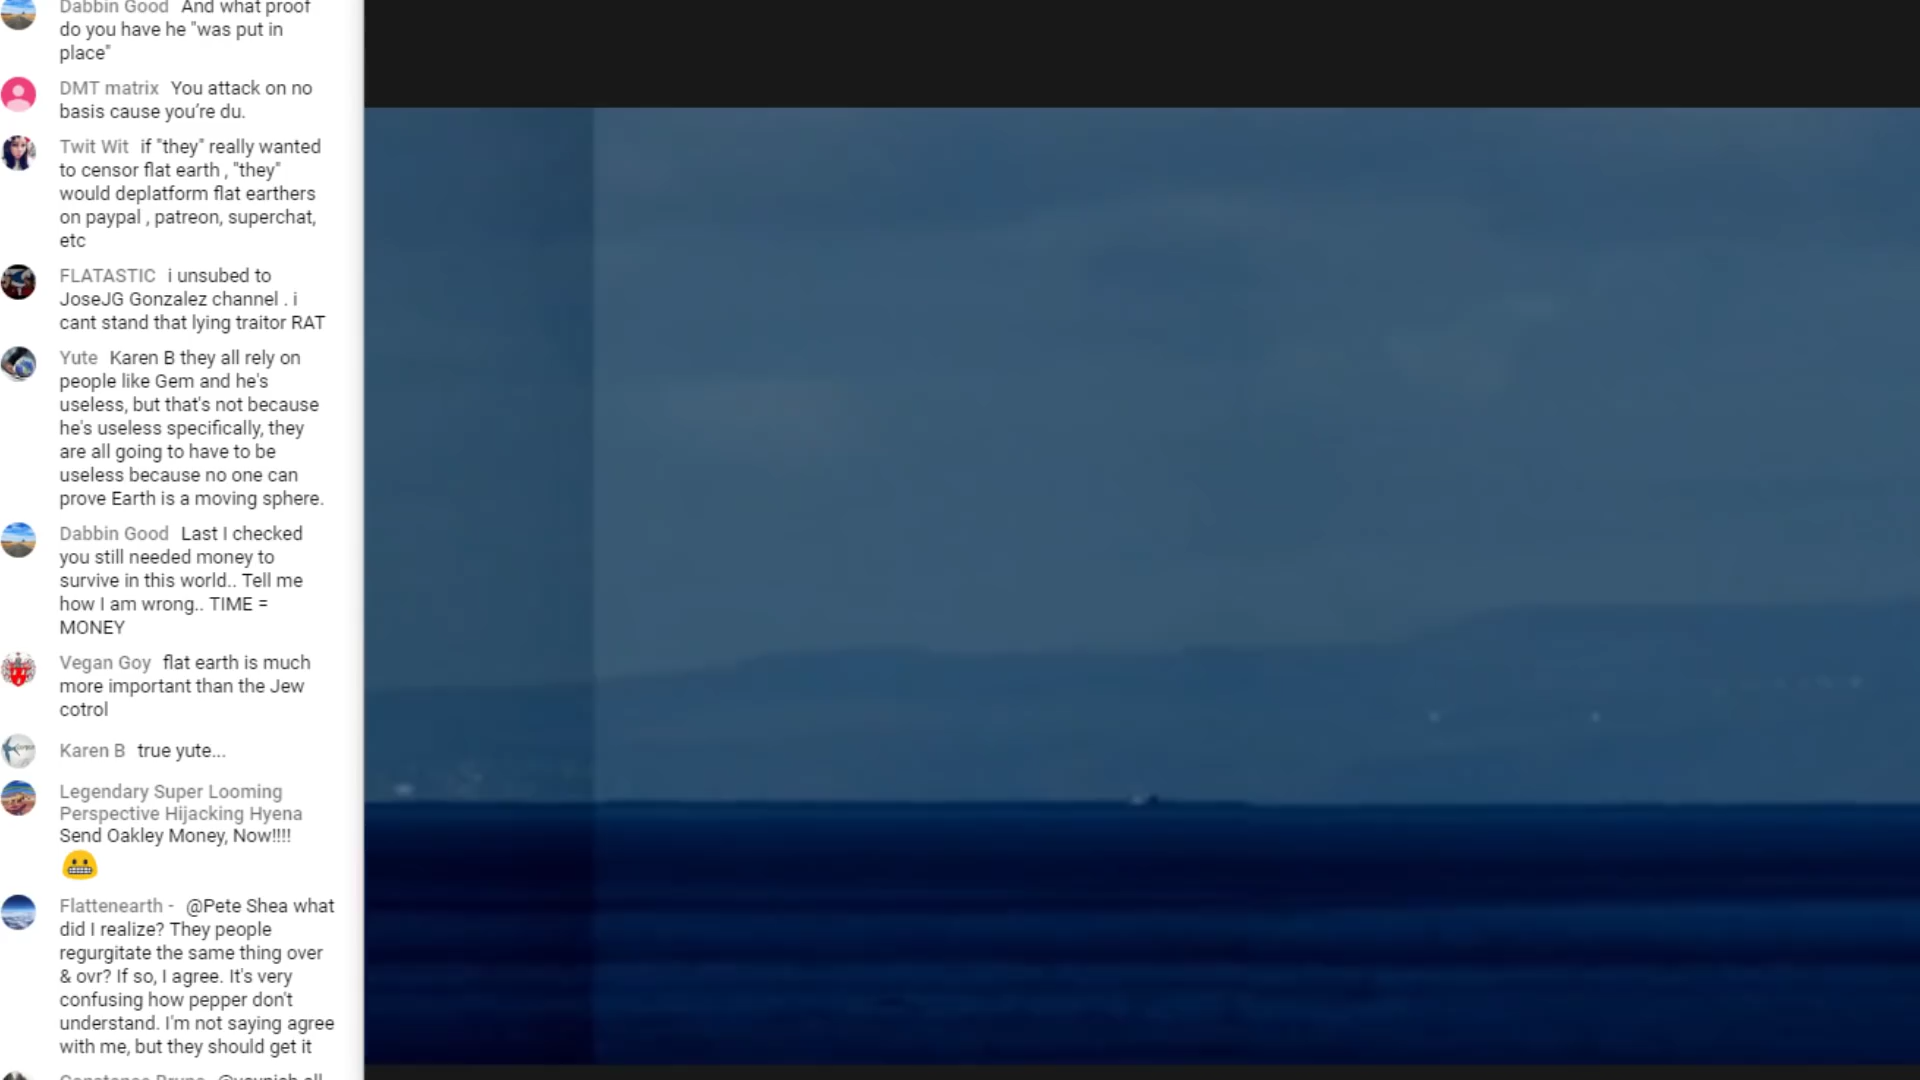 Dabbin Good And what proof
do you have he "was put in
place"
DMT matrix You attack on no
basis cause you’re du.
Twit Wit if "they" really wanted
to censor flat earth , "they"
would deplatform flat earthers
on paypal , patreon, superchat,
etc
FLATASTIC i unsubed to
JoseJG Gonzalez channel . i
cant stand that lying traitor RAT
Yute Karen B they all rely on
people like Gem and he's
useless, but that's not because
he's useless specifically, they
are all going to have to be
useless because no one can
prove Earth is a moving sphere.
Dabbin Good Last I checked
you still needed money to
survive in this world.. Tell me
how I am wrong.. TIME =
MONEY
Vegan Goy flat earth is much
more important than the Jew
cotrol
Karen B true yute...
Legendary Super Looming
Perspective Hijacking Hyena
Send Oakley Money, Now!!!!
Flattenearth - @Pete Shea what
did I realize? They people
regurgitate the same thing over
& ovr? If so, I agree. It's very
confusing how pepper don't
understand. I'm not saying agree
with me, but they should get it